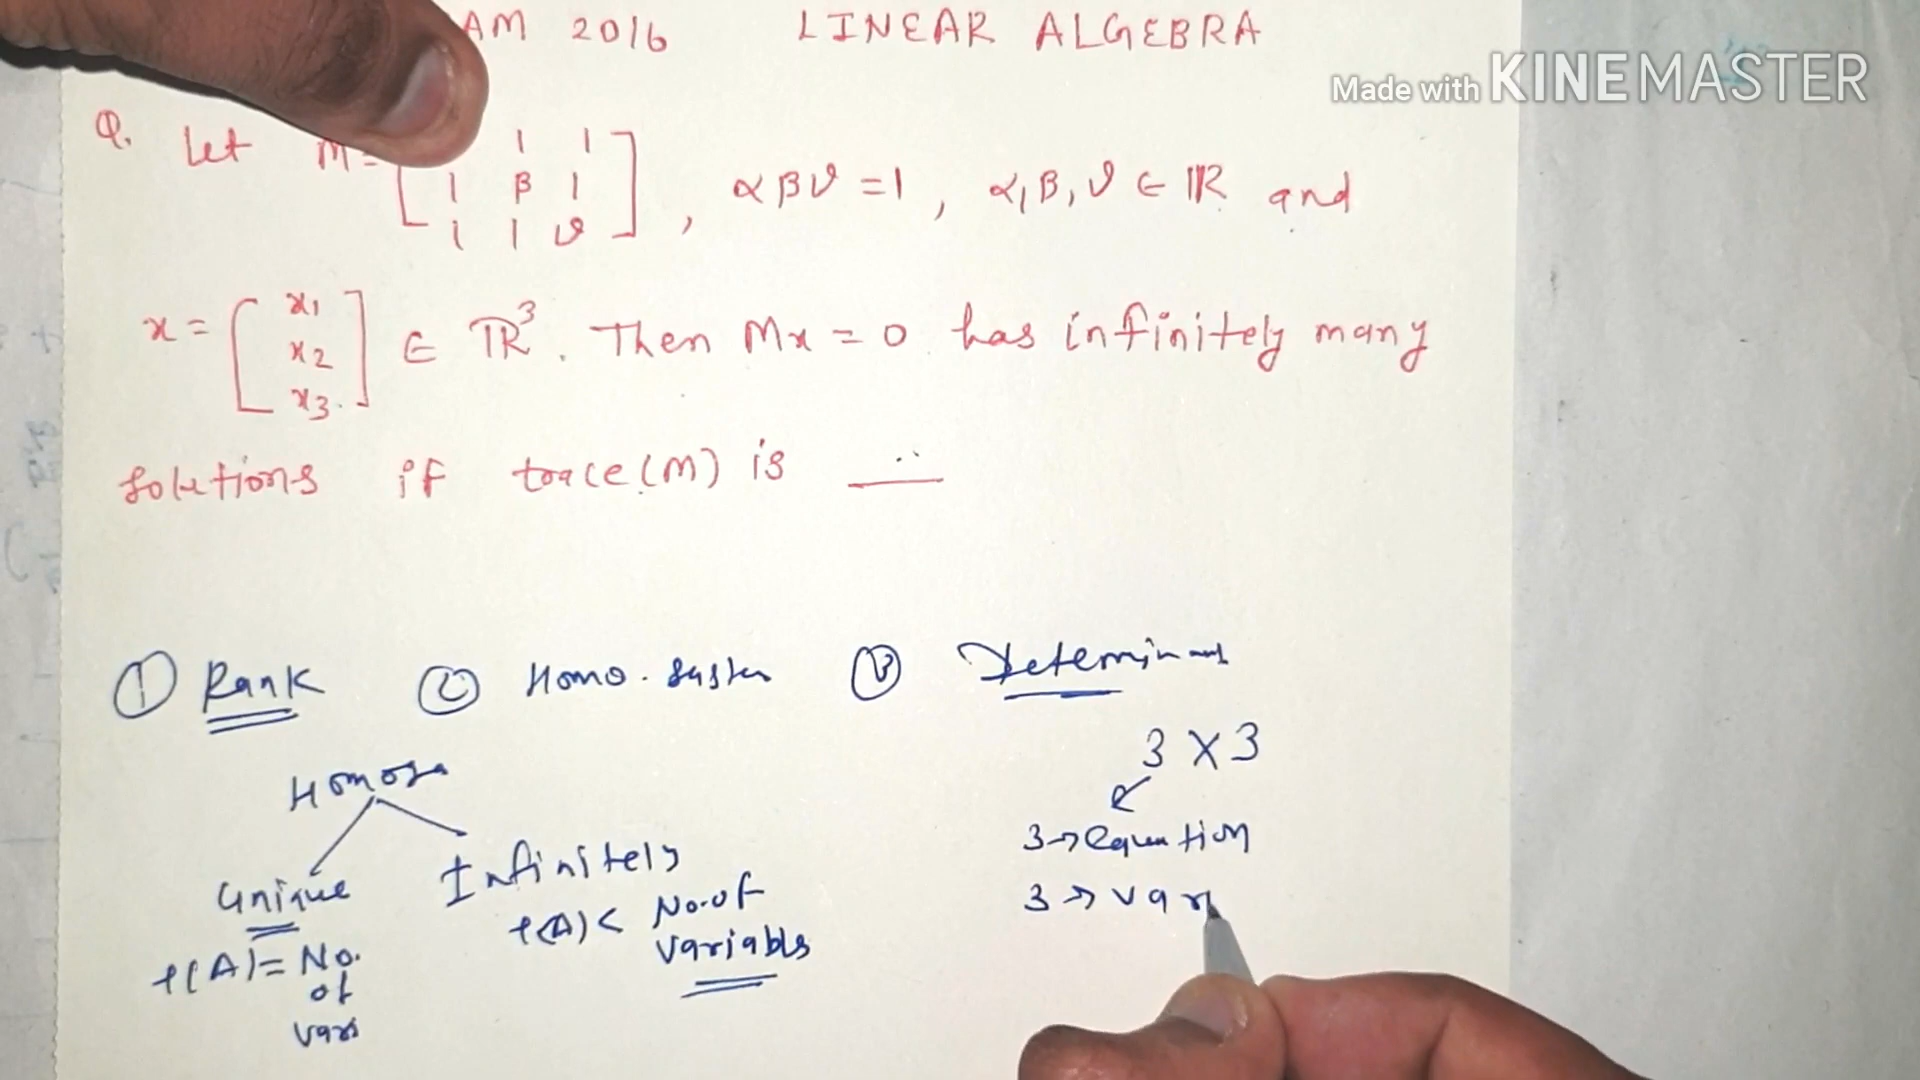 AM 2016 LINEAR ALGEBRA
Made with KINEMASTER
Q. Let M= [ 1 1
1 β 1
1 1 ϑ ] , αβϑ = 1 , α, β, ϑ ∈ ℝ and
x = [ x1
x2
x3 ] ∈ ℝ³. Then Mx = 0 has infinitely many
solutions if trace(M) is __
① Rank ② Homo. System ③ Determinant
3 X 3
Homoge
3→Equation
Unique Infinitely
3→var
r(A) < No. of
variables
r(A)= No.
of
vars